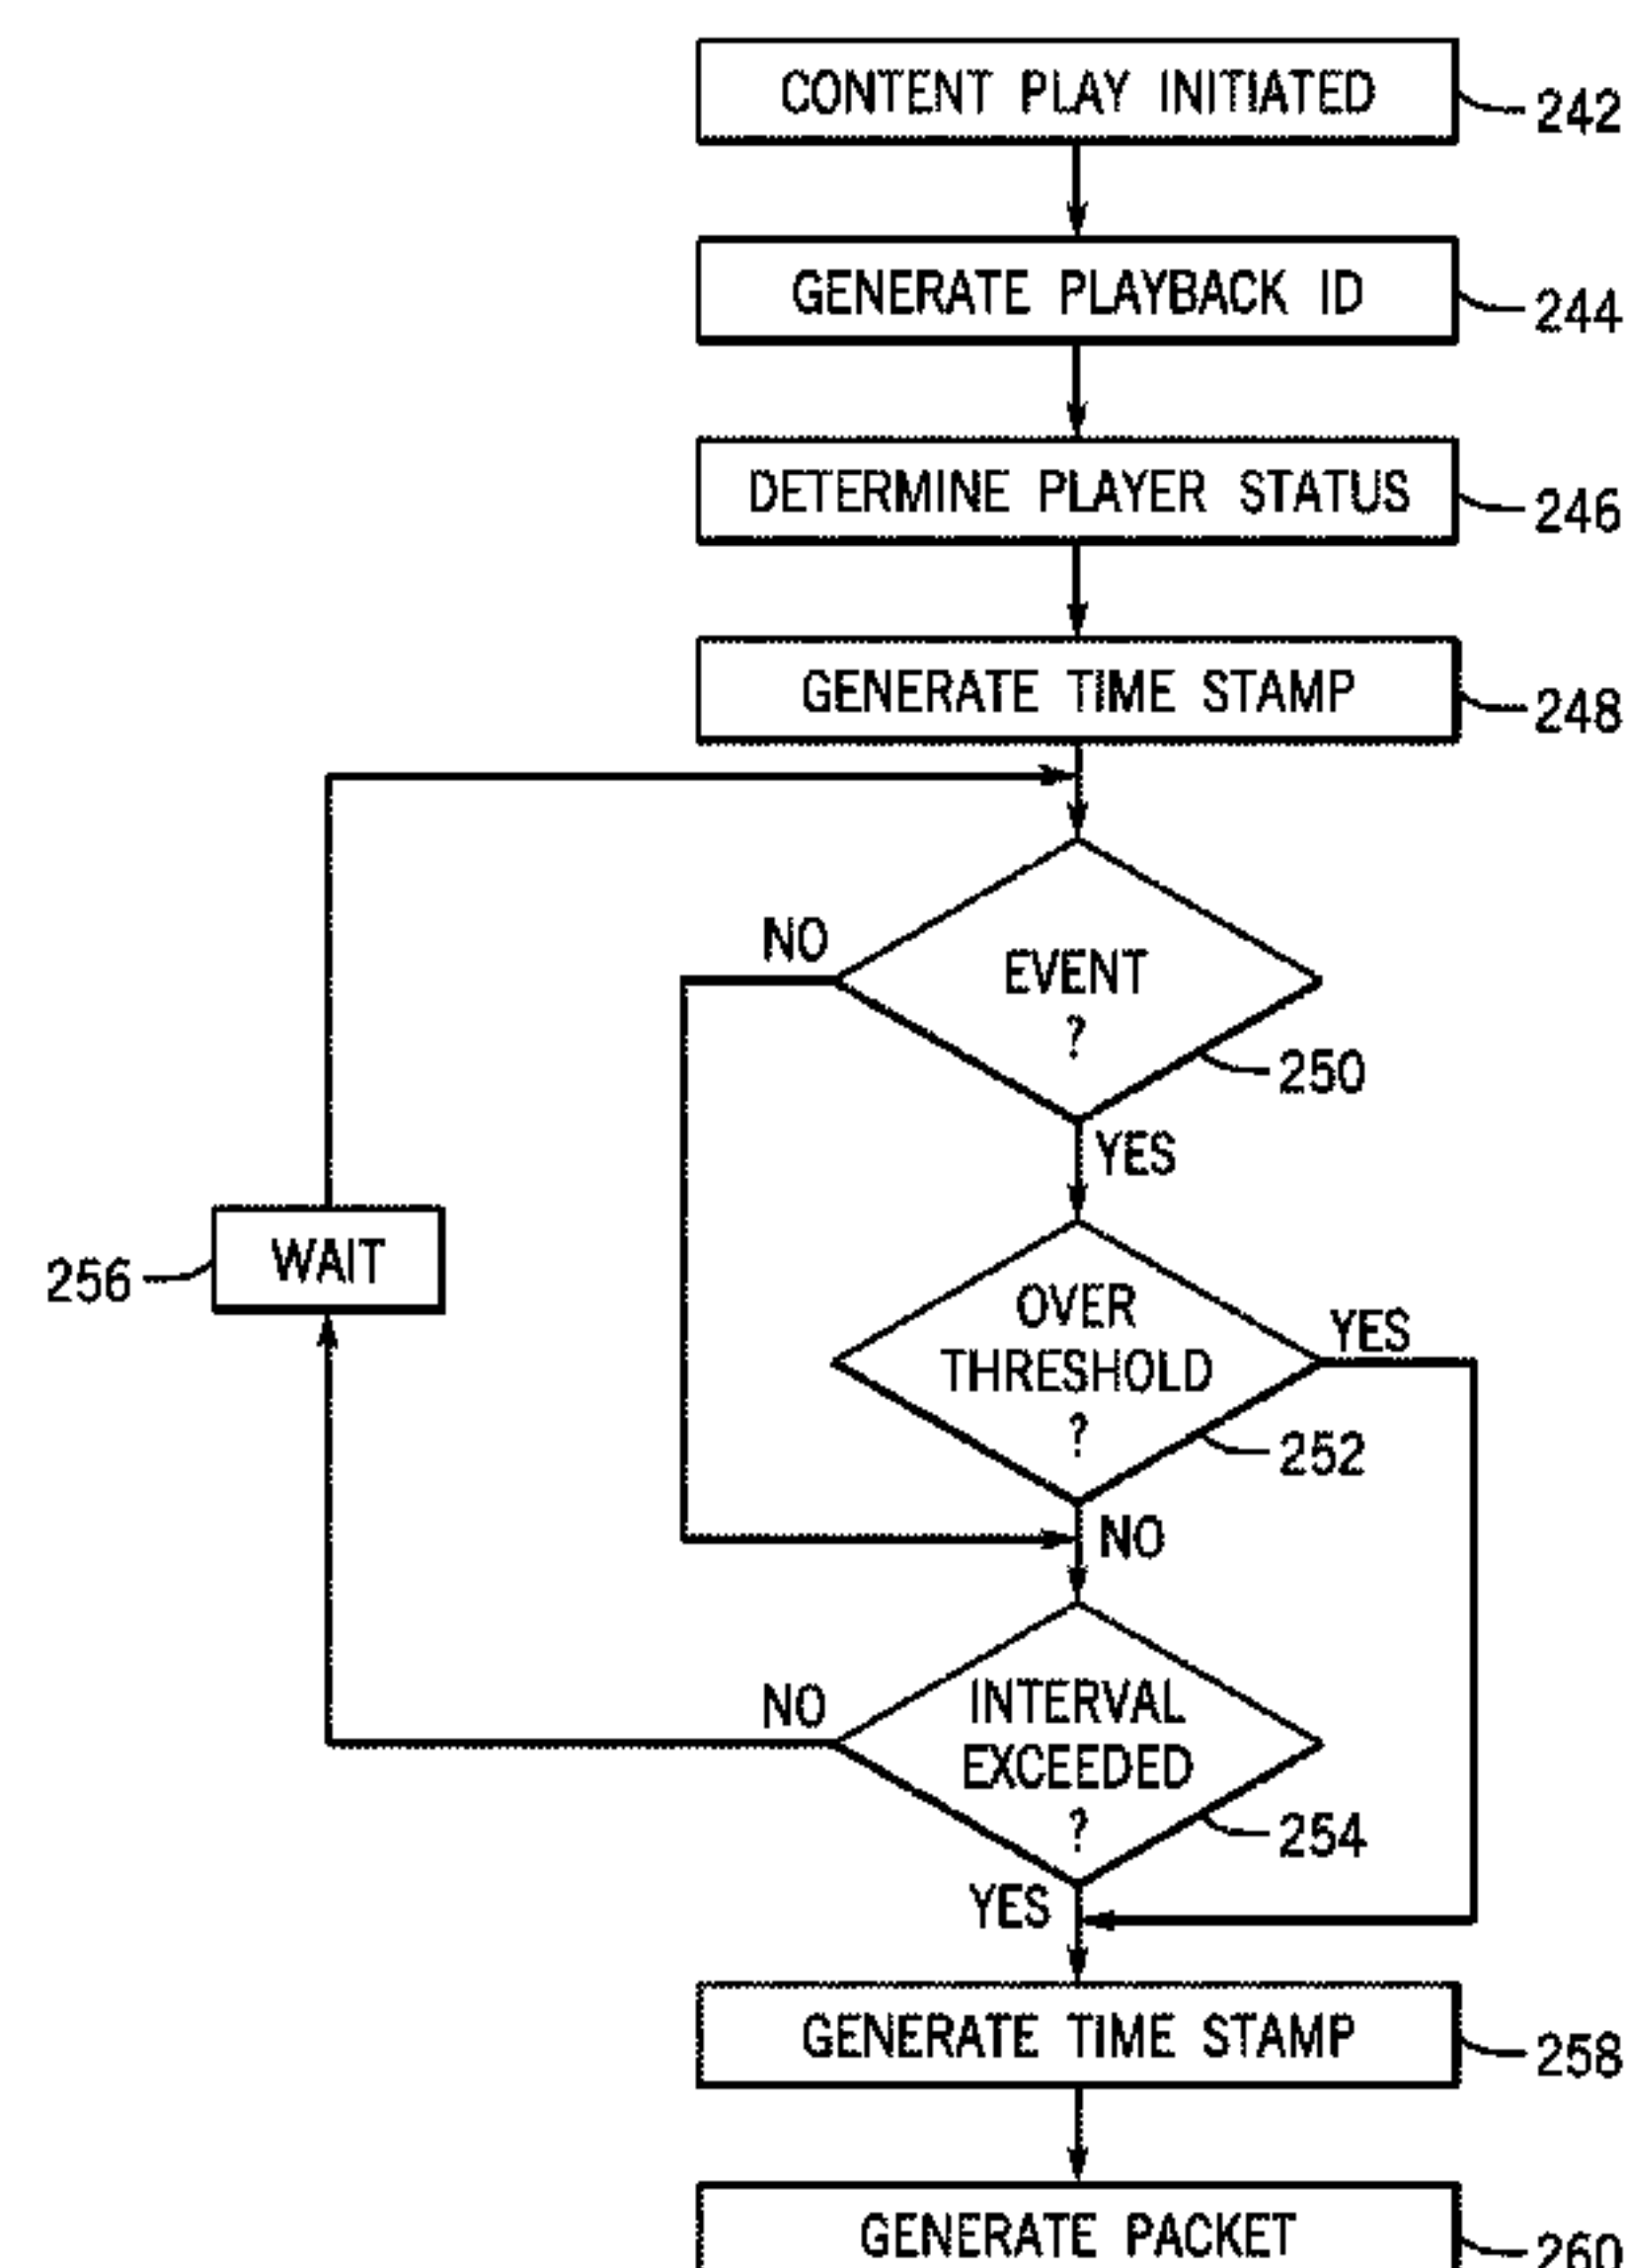 CONTENT PLAY INITIATED
242
GENERATE PLAYBACK ID
244
DETERMINE PLAYER STATUS
246
GENERATE TIME STAMP
248
NO
EVENT
?
250
YES
256
WAIT
OVER
THRESHOLD
?
YES
252
NO
NO
INTERVAL
EXCEEDED
?
254
YES
GENERATE TIME STAMP
258
GENERATE PACKET
260